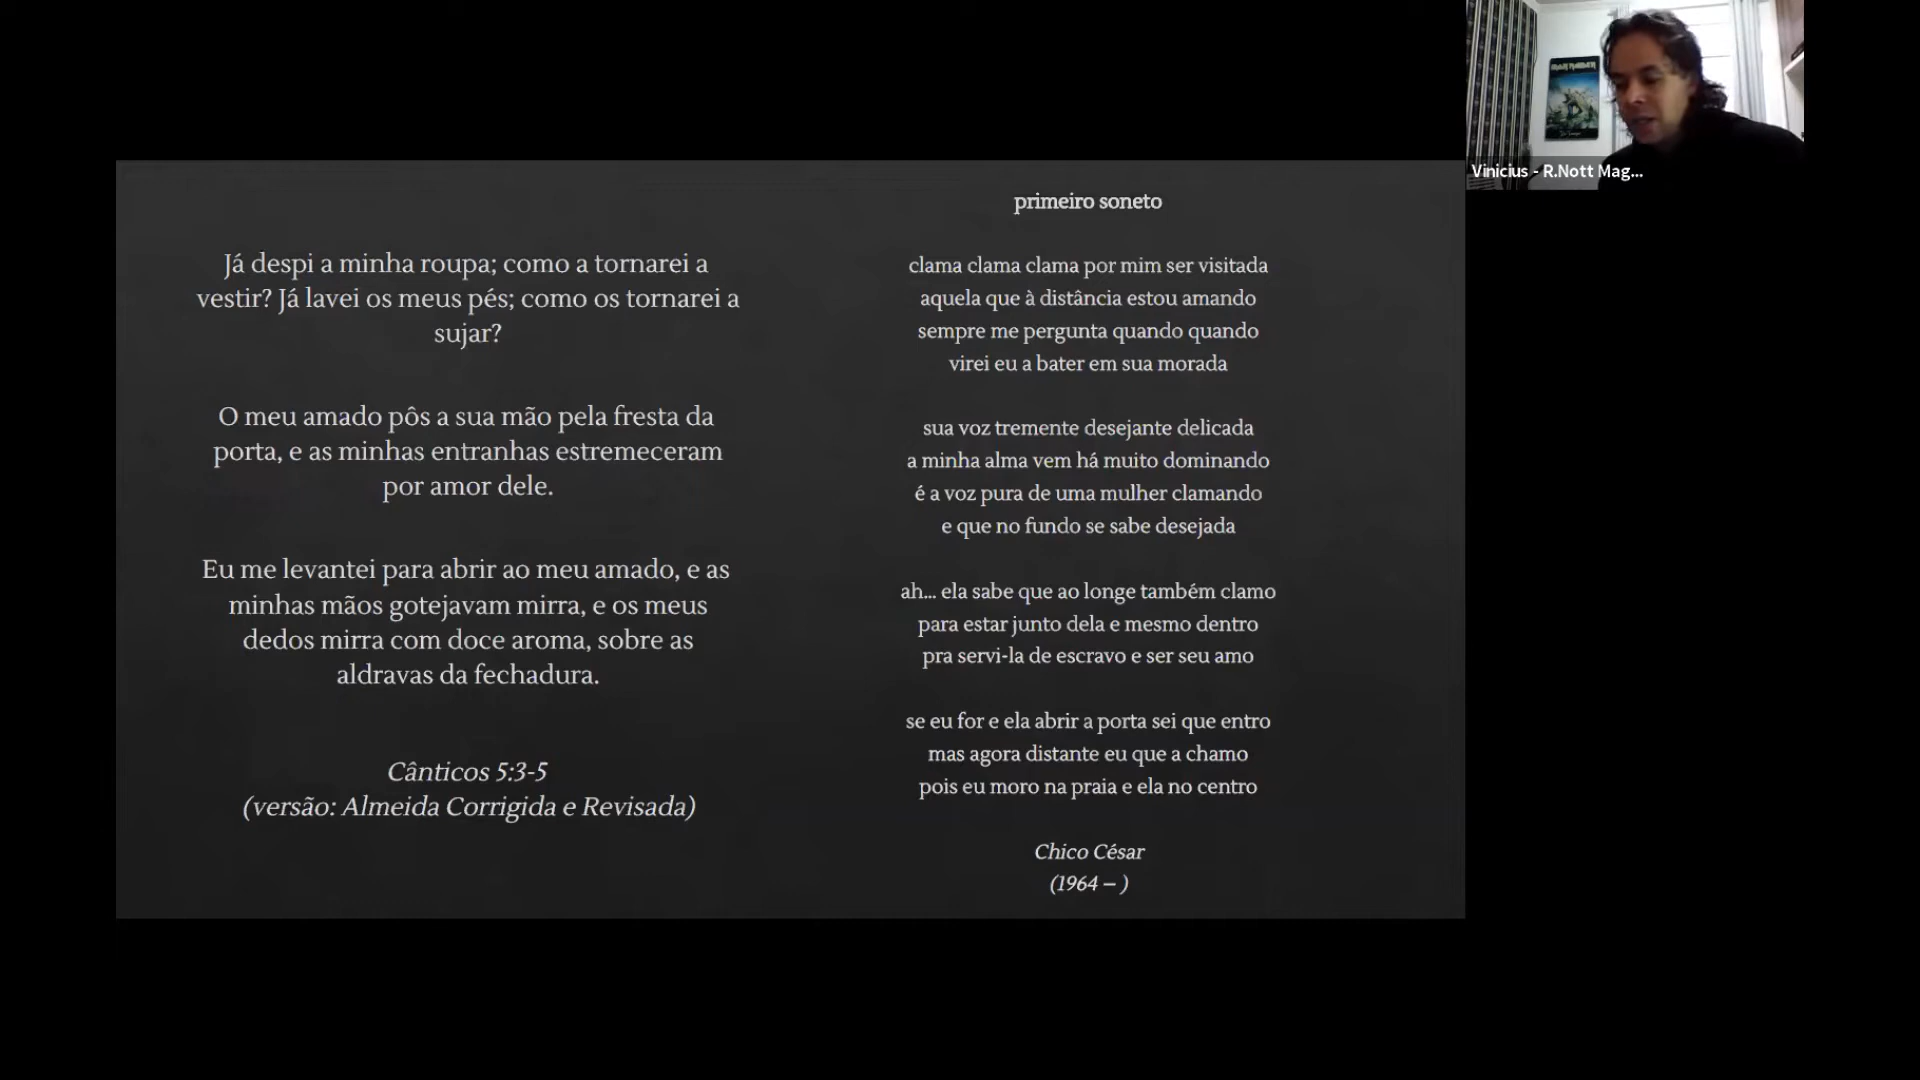 Já despi a minha roupa; como a tornarei a
vestir? Já lavei os meus pés; como os tornarei a
sujar?
O meu amado pôs a sua mão pela fresta da
porta, e as minhas entranhas estremeceram
por amor dele.
Eu me levantei para abrir ao meu amado, e as
minhas mãos gotejavam mirra, e os meus
dedos mirra com doce aroma, sobre as
aldravas da fechadura.
Cânticos 5:3-5
(versão: Almeida Corrigida e Revisada)
primeiro soneto
clama clama clama por mim ser visitada
aquela que à distância estou amando
sempre me pergunta quando quando
virei eu a bater em sua morada
sua voz tremente desejante delicada
a minha alma vem há muito dominando
é a voz pura de uma mulher clamando
e que no fundo se sabe desejada
ah... ela sabe que ao longe também clamo
para estar junto dela e mesmo dentro
pra servi-la de escravo e ser seu amo
se eu for e ela abrir a porta sei que entro
mas agora distante eu que a chamo
pois eu moro na praia e ela no centro
Chico César
(1964 – )
IRON MAIDEN
Vinicius - R.Nott Mag...